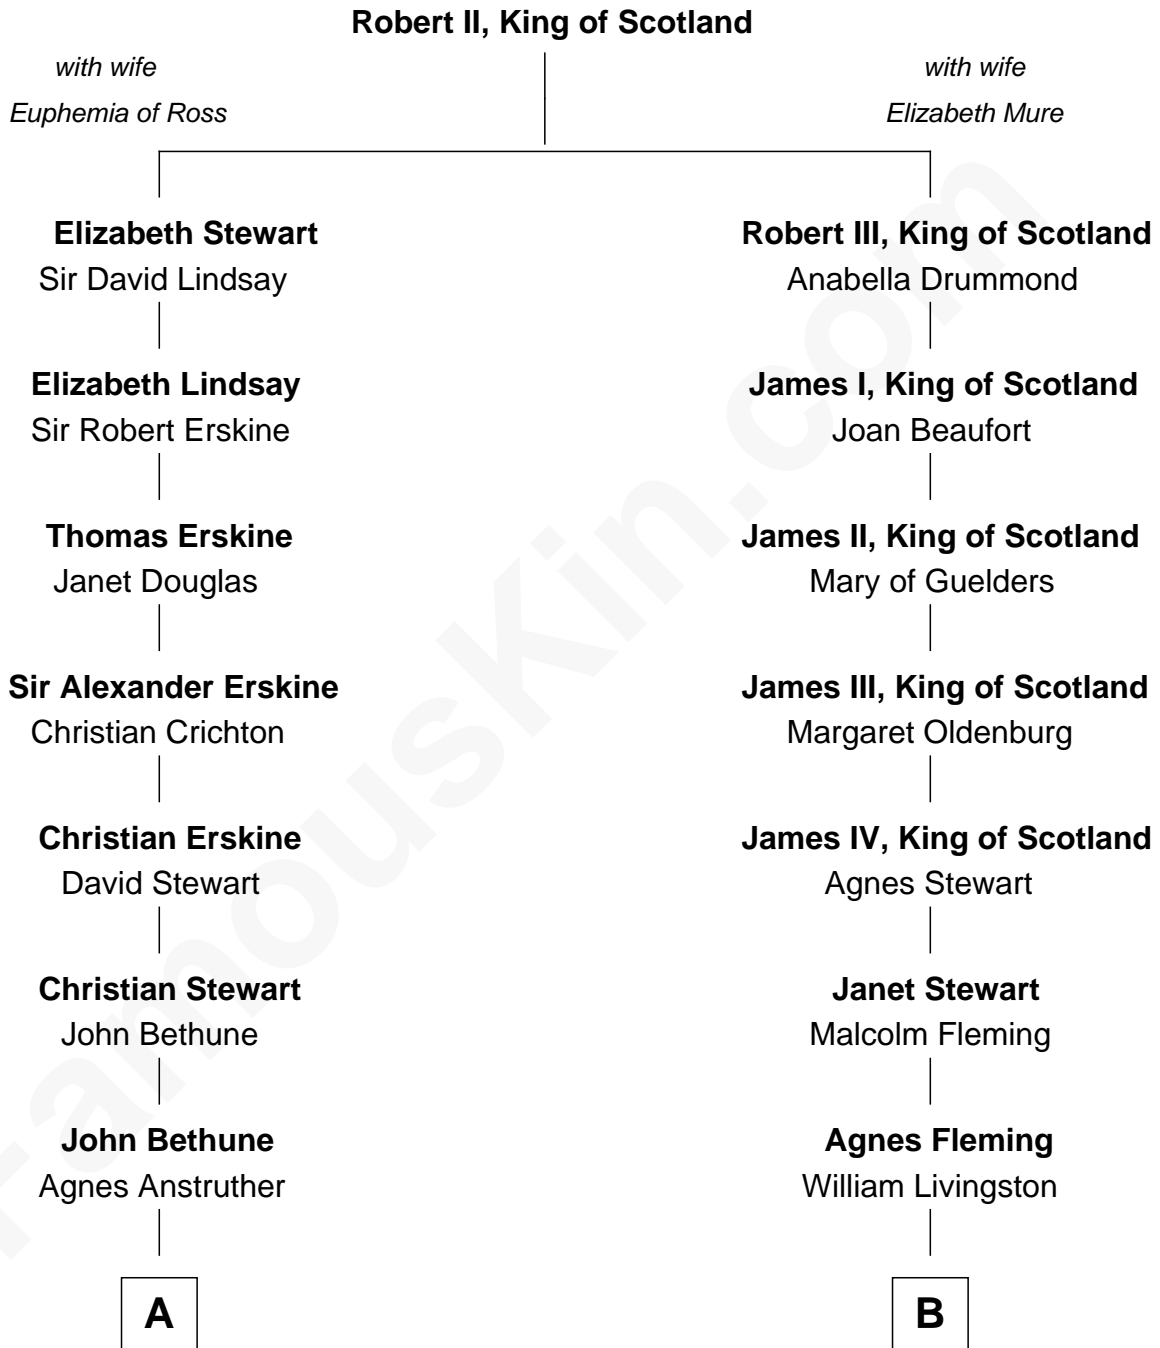 Robert II, King of Scotland
with wife
Euphemia of Ross
with wife
Elizabeth Mure
Elizabeth Stewart
Sir David Lindsay
Robert III, King of Scotland
Anabella Drummond
Elizabeth Lindsay
Sir Robert Erskine
James I, King of Scotland
Joan Beaufort
Thomas Erskine
Janet Douglas
James II, King of Scotland
Mary of Guelders
Sir Alexander Erskine
Christian Crichton
James III, King of Scotland
Margaret Oldenburg
Christian Erskine
David Stewart
James IV, King of Scotland
Agnes Stewart
Christian Stewart
John Bethune
Janet Stewart
Malcolm Fleming
John Bethune
Agnes Anstruther
Agnes Fleming
William Livingston
A
B
FamousKin.com